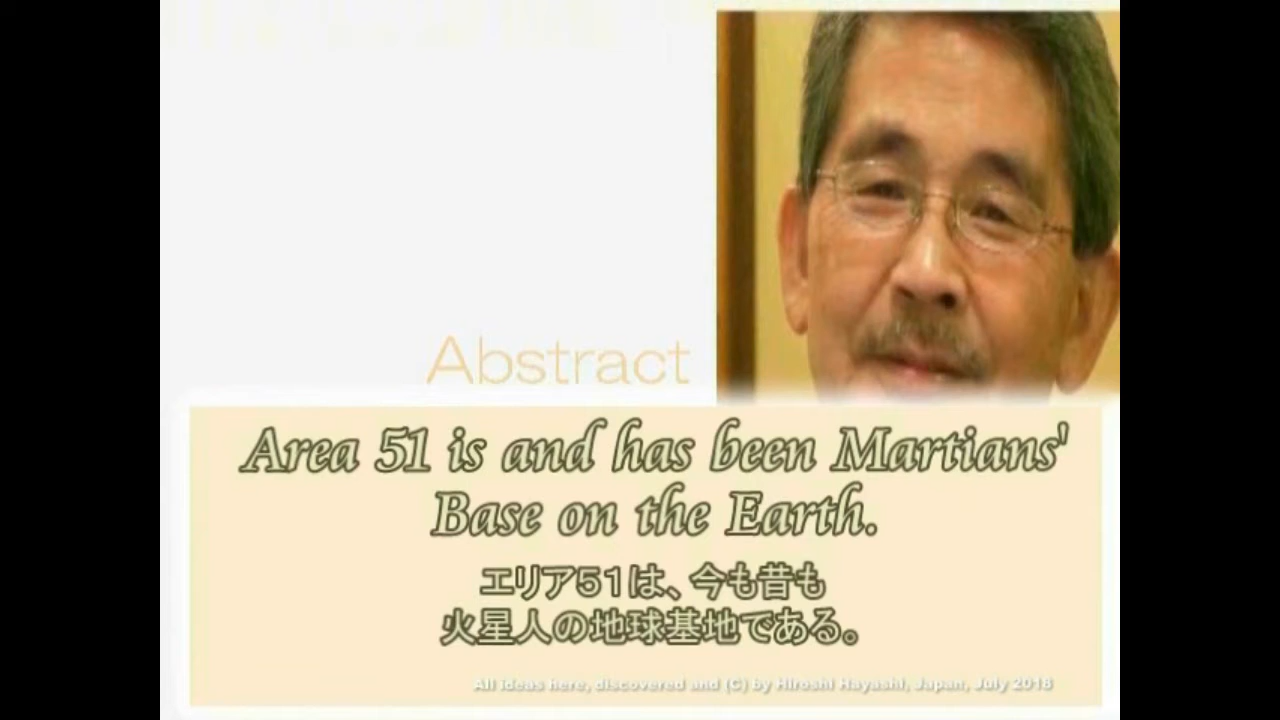 Abstract
Area 51 is and has been Martians'
Base on the Earth.
エリア５１は、今も昔も
火星人の地球基地である。
All ideas here, discovered and (C) by Hiroshi Hayashi, Japan, July 2018